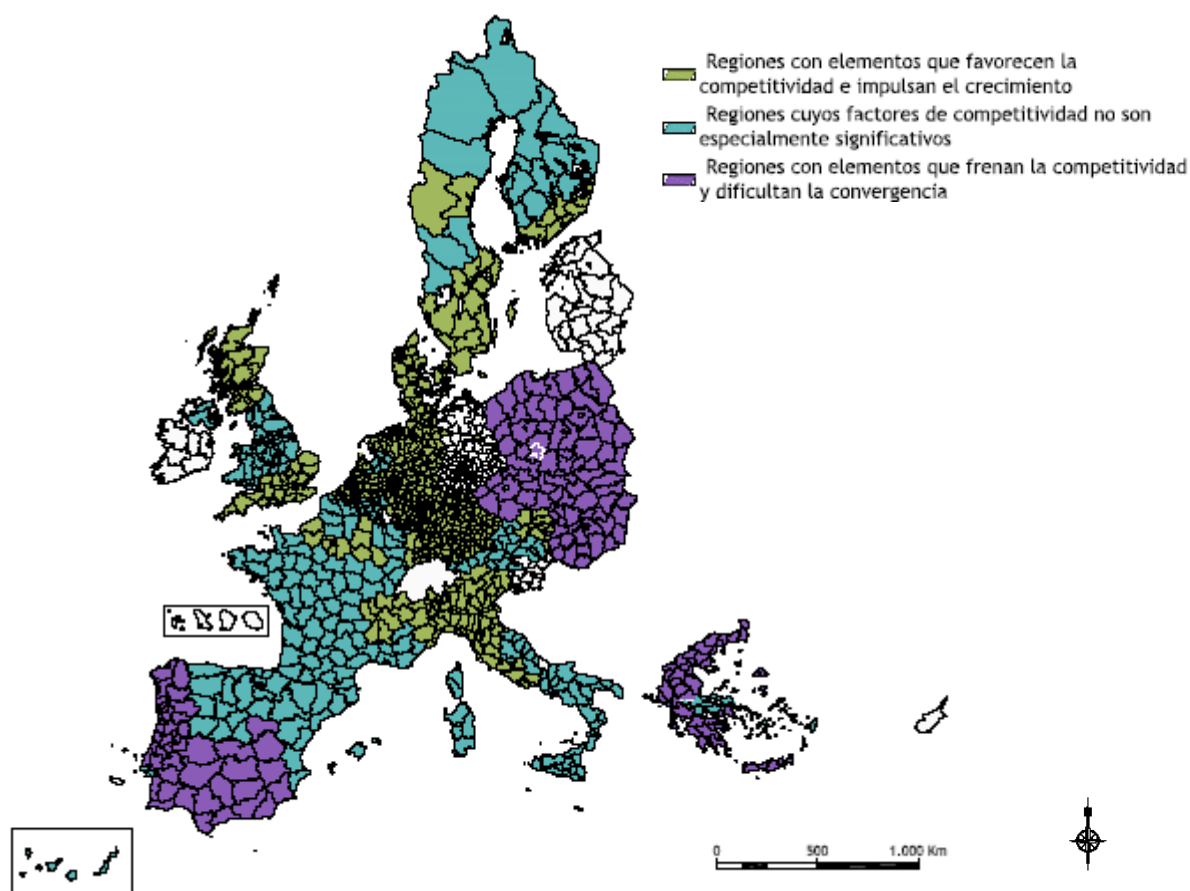 Regiones con elementos que favorecen la
competitividad e impulsan el crecimiento
Regiones cuyos factores de competitividad no son
especialmente significativos
Regiones con elementos que frenan la competitividad
y dificultan la convergencia
0 500 1.000 Km